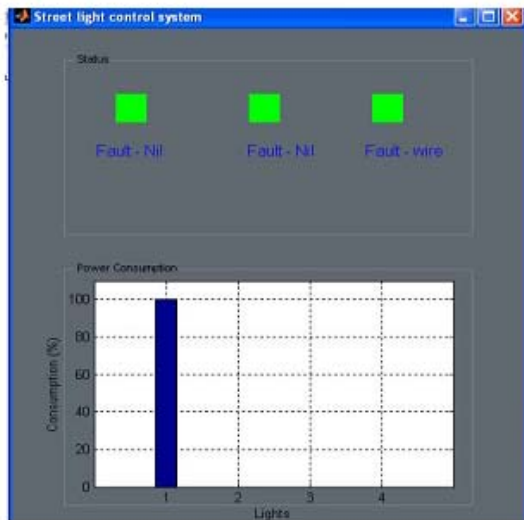 Street light control system
Status
Fault - Nil
Fault - Nil
Fault - wire
Power Consumption
100
80
60
40
20
0
Consumption (%)
1
2
3
4
Lights